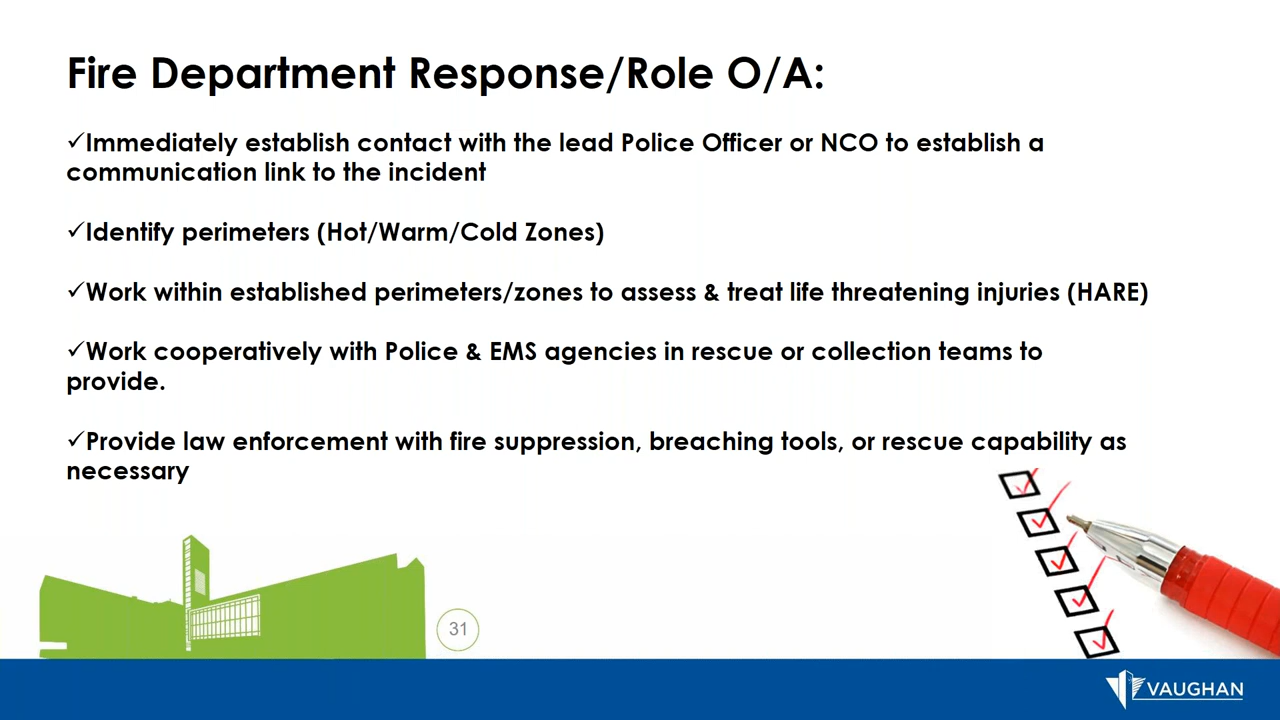 Fire Department Response/Role O/A:
✓Immediately establish contact with the lead Police Officer or NCO to establish a
communication link to the incident
✓Identify perimeters (Hot/Warm/Cold Zones)
✓Work within established perimeters/zones to assess & treat life threatening injuries (HARE)
✓Work cooperatively with Police & EMS agencies in rescue or collection teams to
provide.
✓Provide law enforcement with fire suppression, breaching tools, or rescue capability as
necessary
31
VAUGHAN